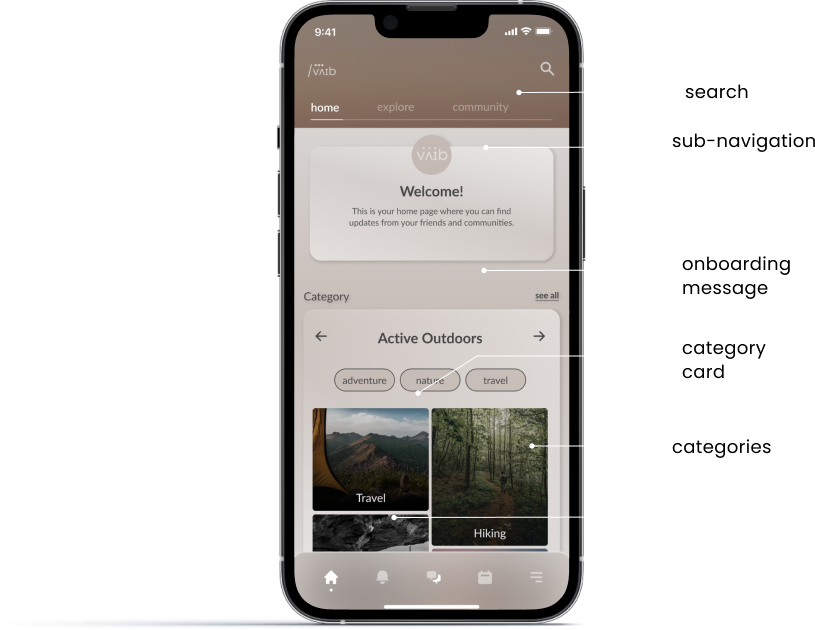 9:41
/vaib
search
home explore community
sub-navigation
vaib
Welcome!
This is your home page where you can find
updates from your friends and communities.
onboarding
message
Category see all
Active Outdoors
category
card
adventure nature travel
categories
Travel
Hiking